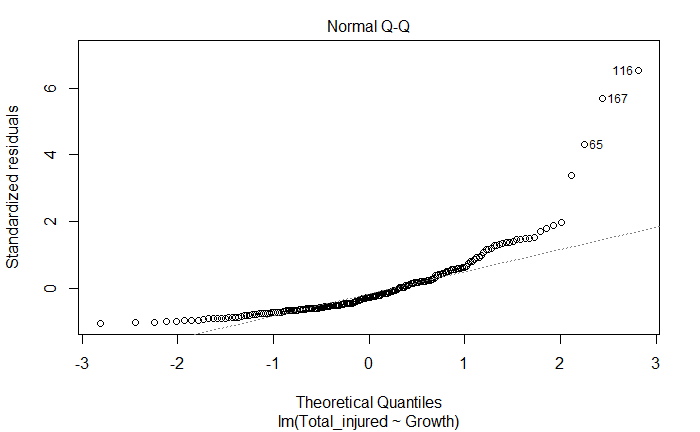 Normal Q-Q
Standardized residuals
6
4
2
0
116
167
65
-3 -2 -1 0 1 2 3
Theoretical Quantiles
lm(Total_injured ~ Growth)